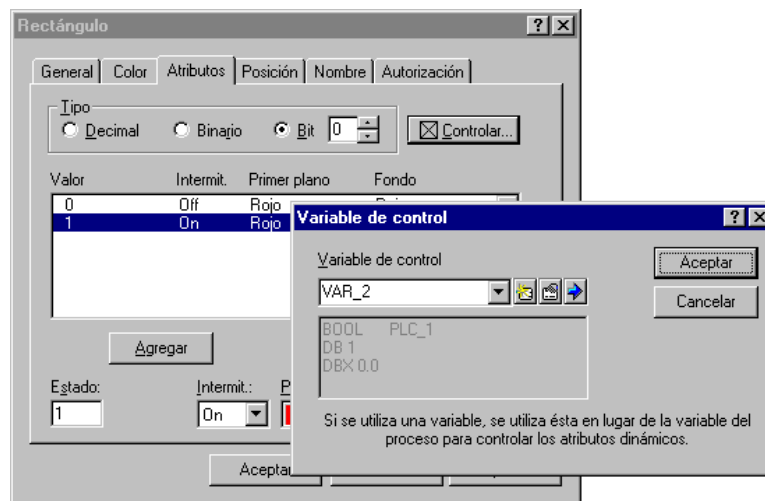 Rectángulo
General Color Atributos Posición Nombre Autorización
Tipo
Decimal Binario Bit 0 Controlar...
Valor Intermit. Primer plano Fondo
0 Off Rojo
1 On Rojo
Agregar
Estado: Intermit.:
1 On
Aceptar
Variable de control
Variable de control
VAR_2
BOOL PLC_1
DB 1
DBX 0.0
Aceptar
Cancelar
Si se utiliza una variable, se utiliza ésta en lugar de la variable del
proceso para controlar los atributos dinámicos.